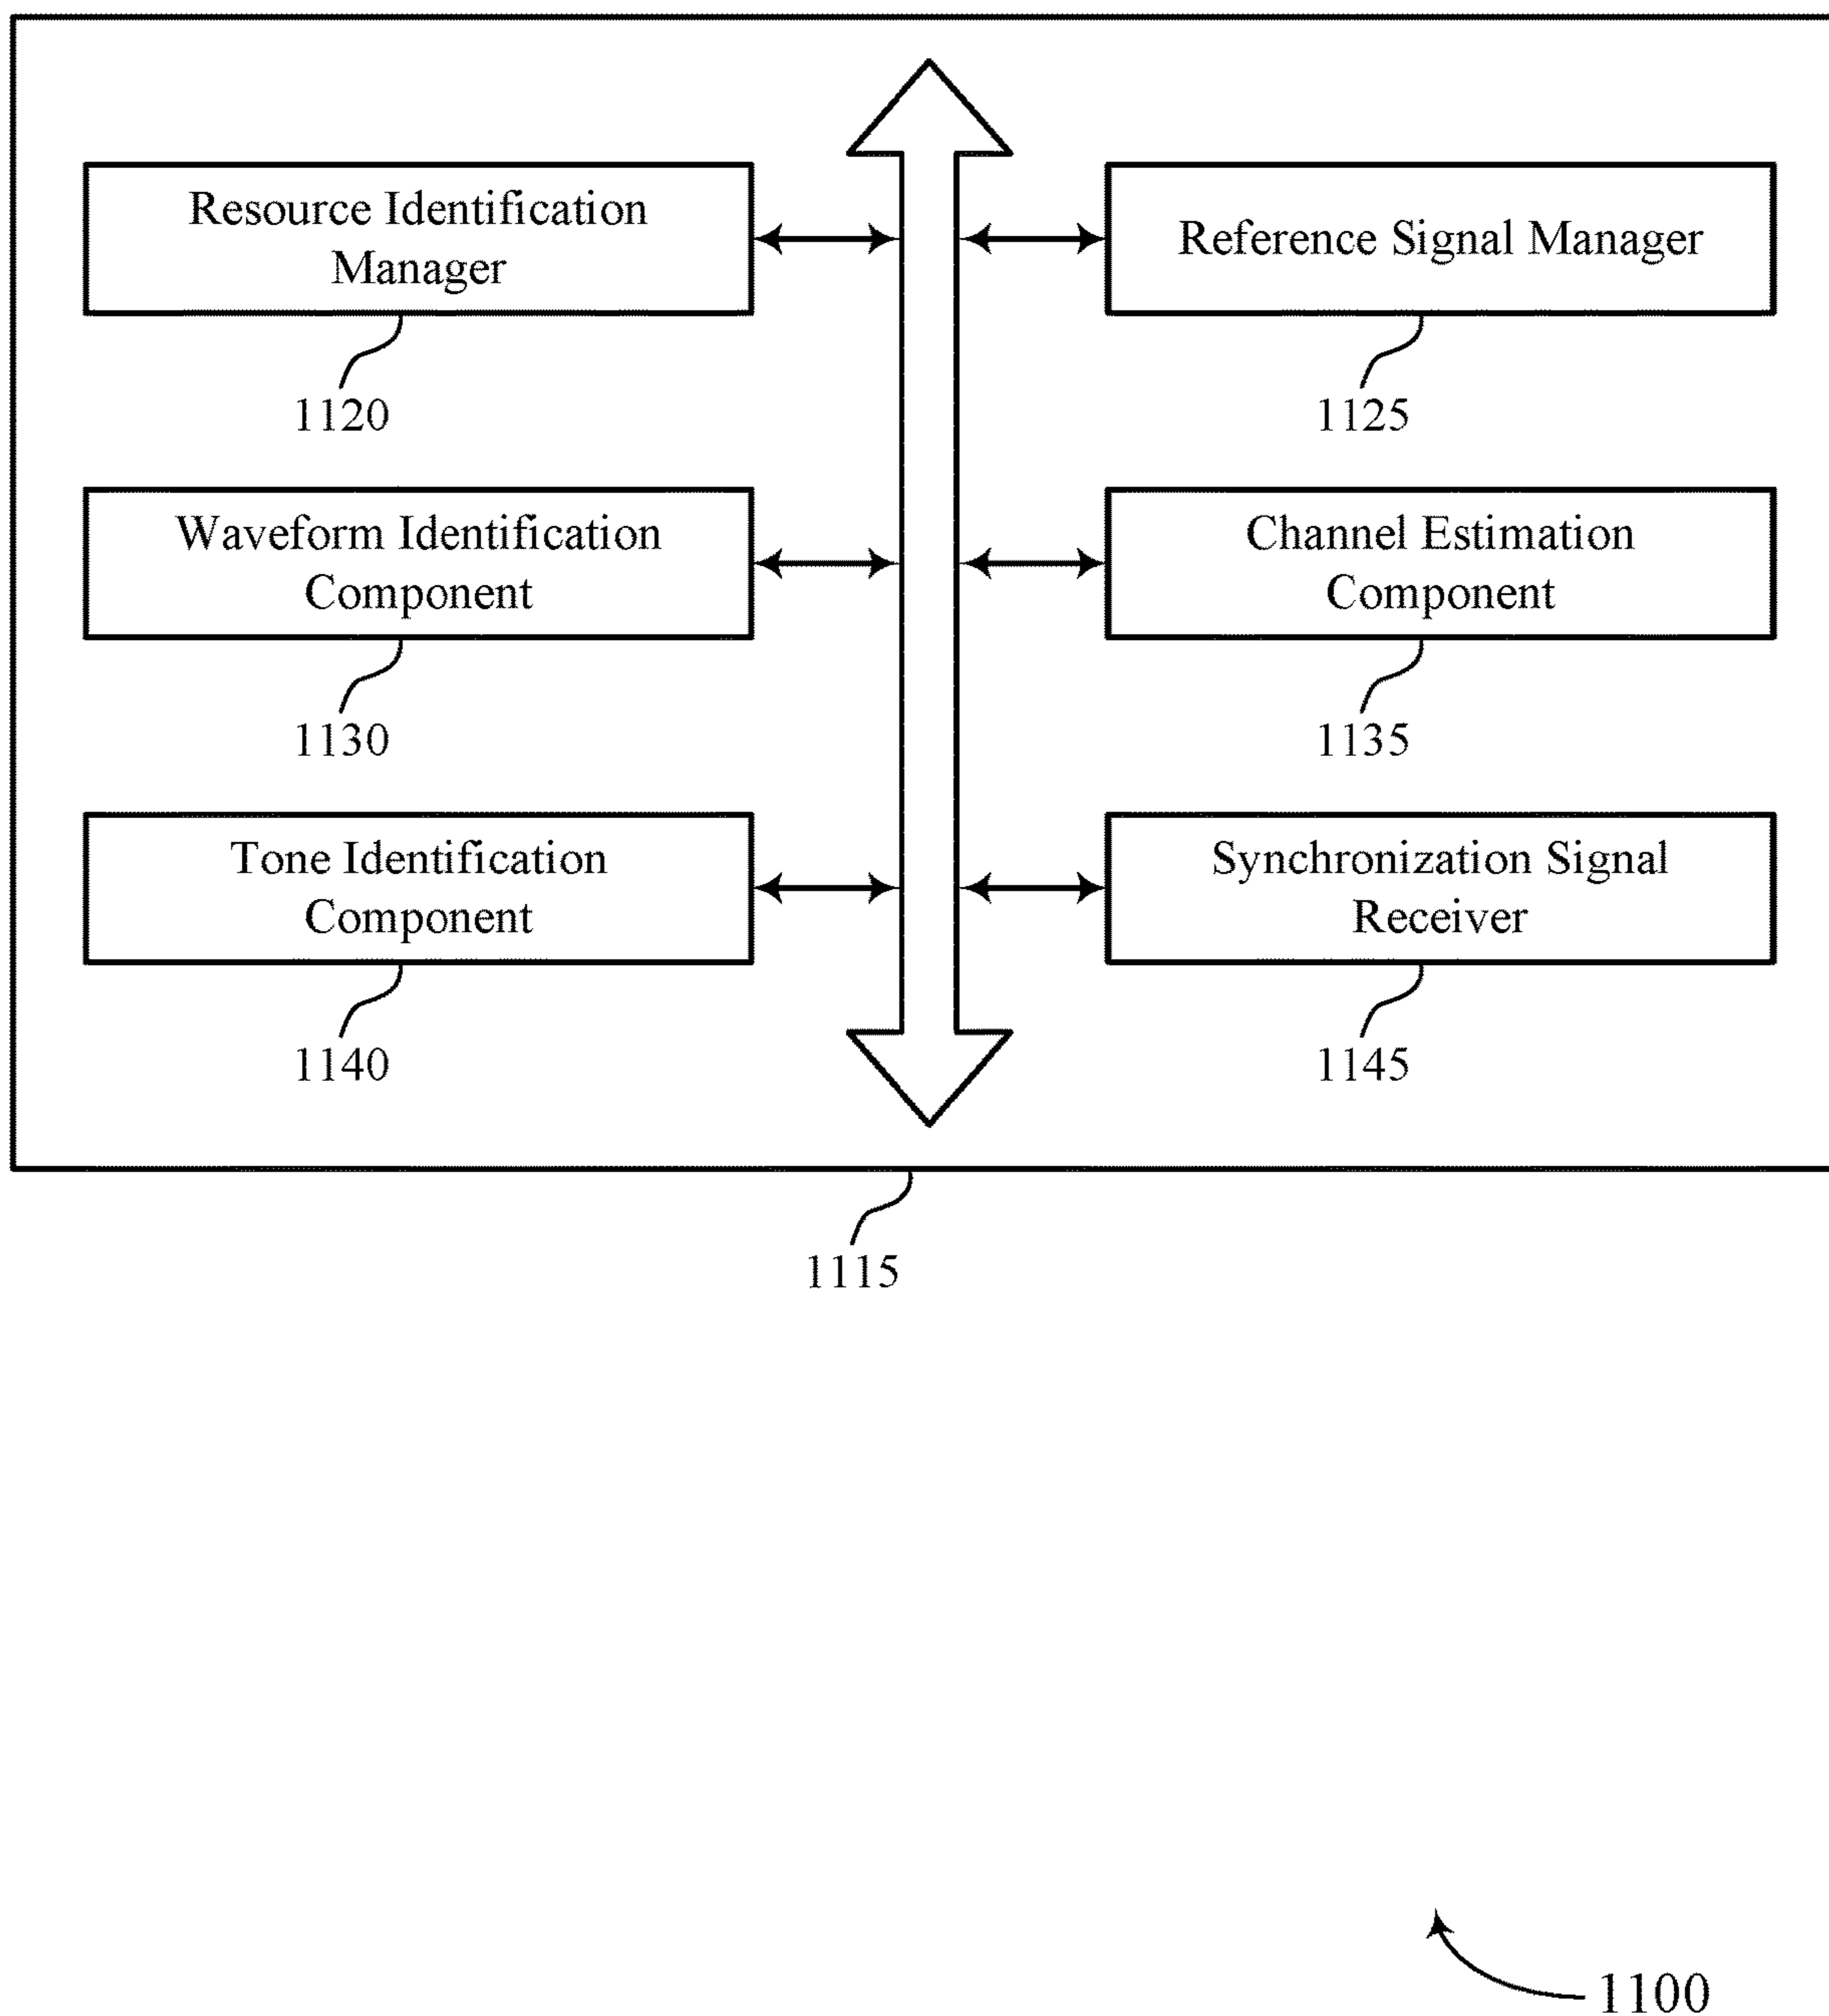 Resource Identification
Manager
1120
Reference Signal Manager
1125
Waveform Identification
Component
1130
Channel Estimation
Component
1135
Tone Identification
Component
1140
Synchronization Signal
Receiver
1145
1115
1100